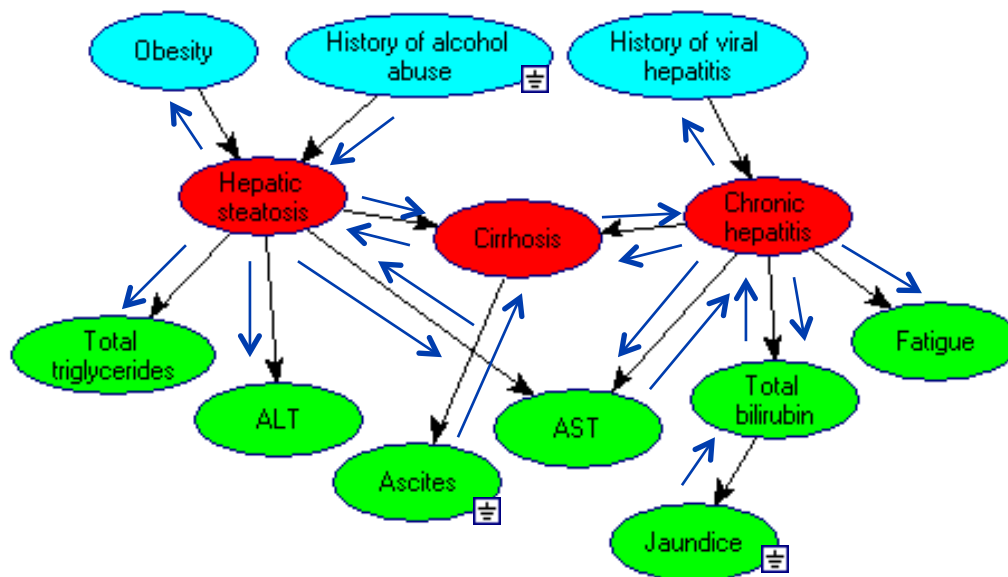 Obesity
History of alcohol
abuse
History of viral
hepatitis
Hepatic
steatosis
Cirrhosis
Chronic
hepatitis
Total
triglycerides
ALT
Ascites
AST
Total
bilirubin
Fatigue
Jaundice